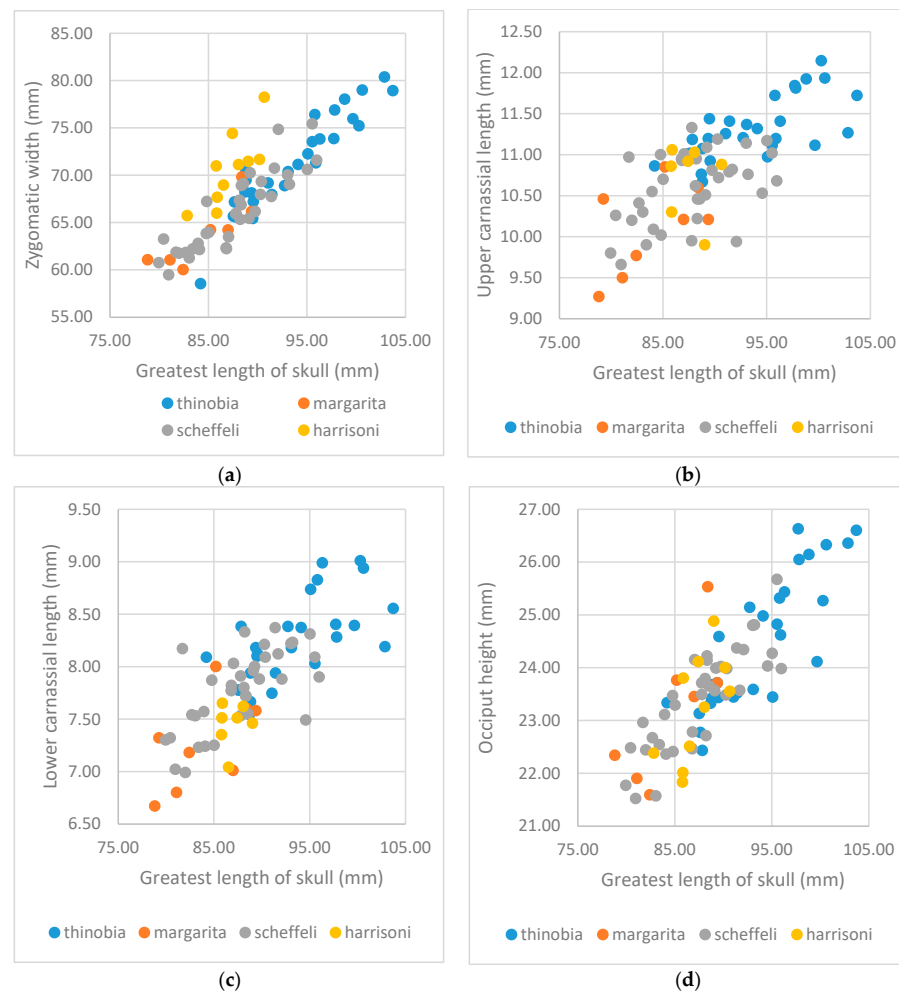 85.00
80.00
75.00
70.00
65.00
60.00
55.00
Zygomatic width (mm)
75.00 85.00 95.00 105.00
Greatest length of skull (mm)
thinobia margarita
scheffeli harrisoni
(a)
12.50
12.00
11.50
11.00
10.50
10.00
9.50
9.00
Upper carnassial length (mm)
75.00 85.00 95.00 105.00
Greatest length of skull (mm)
thinobia margarita scheffeli harrisoni
(b)
9.50
9.00
8.50
8.00
7.50
7.00
6.50
Lower carnassial length (mm)
75.00 85.00 95.00 105.00
Greatest length of skull (mm)
thinobia margarita scheffeli harrisoni
(c)
27.00
26.00
25.00
24.00
23.00
22.00
21.00
Occiput height (mm)
75.00 85.00 95.00 105.00
Greatest length of skull (mm)
thinobia margarita scheffeli harrisoni
(d)